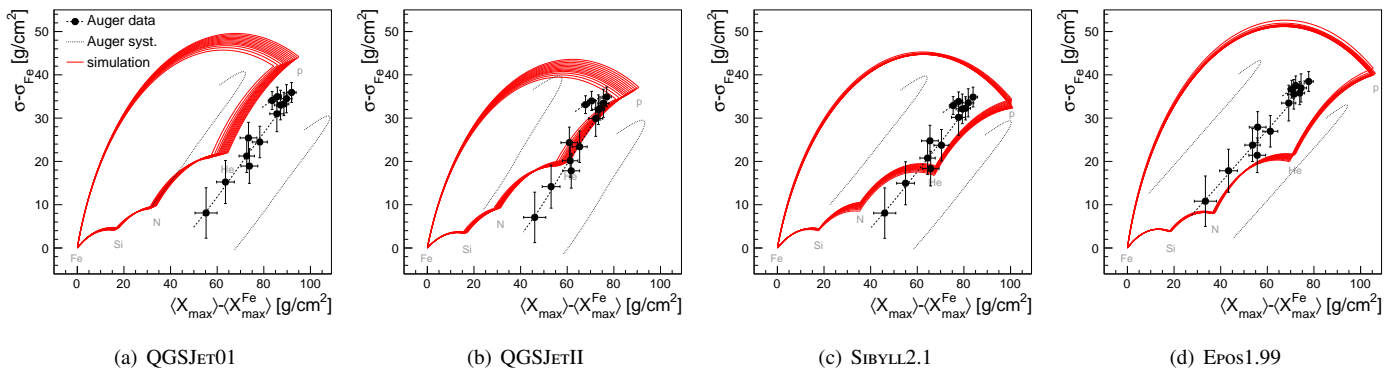 σ-σ_Fe [g/cm²]
50
40
30
20
10
0
Auger data
Auger syst.
simulation
p
He
N
Si
Fe
0 20 40 60 80 100
⟨X_max⟩-⟨X_max^Fe⟩ [g/cm²]
(a) QGSJET01
σ-σ_Fe [g/cm²]
50
40
30
20
10
0
p
He
N
Si
Fe
0 20 40 60 80 100
⟨X_max⟩-⟨X_max^Fe⟩ [g/cm²]
(b) QGSJETII
σ-σ_Fe [g/cm²]
50
40
30
20
10
0
p
He
N
Si
Fe
0 20 40 60 80 100
⟨X_max⟩-⟨X_max^Fe⟩ [g/cm²]
(c) SIBYLL2.1
σ-σ_Fe [g/cm²]
50
40
30
20
10
0
p
He
N
Si
Fe
0 20 40 60 80 100
⟨X_max⟩-⟨X_max^Fe⟩ [g/cm²]
(d) EPOS1.99